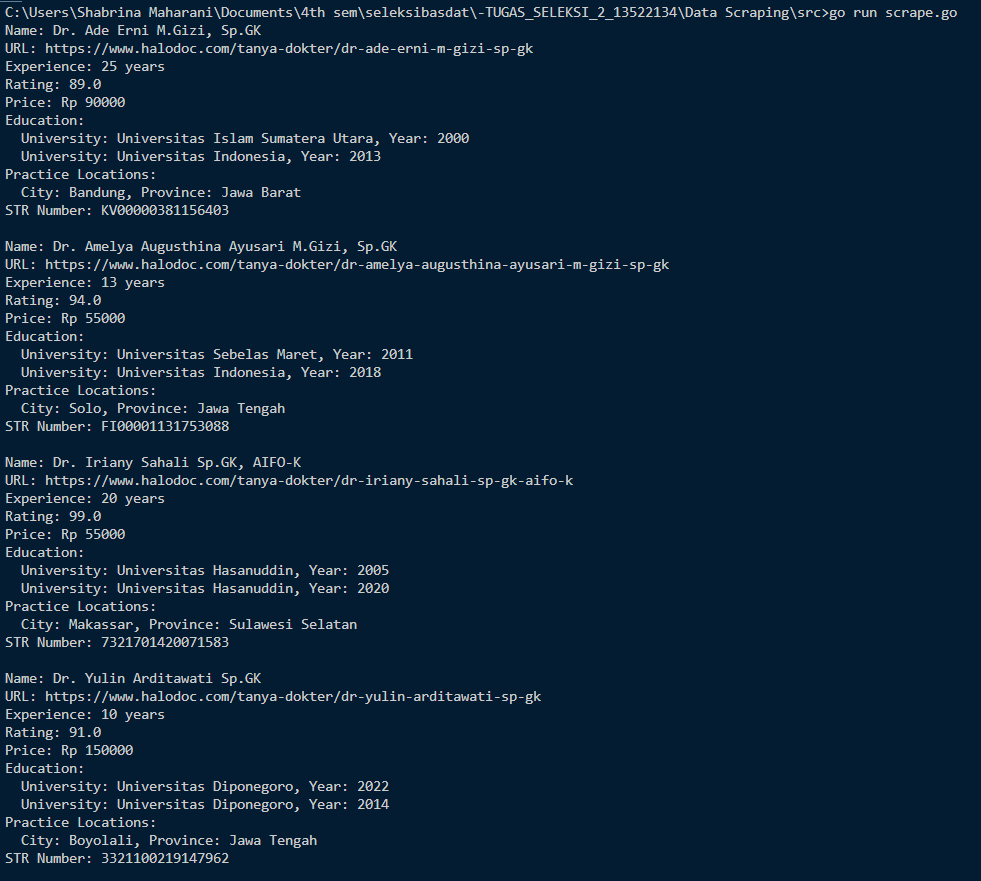 C:\Users\Shabrina Maharani\Documents\4th sem\seleksibasdat\-TUGAS_SELEKSI_2_13522134\Data Scraping\src>go run scrape.go
Name: Dr. Ade Erni M.Gizi, Sp.GK
URL: https://www.halodoc.com/tanya-dokter/dr-ade-erni-m-gizi-sp-gk
Experience: 25 years
Rating: 89.0
Price: Rp 90000
Education:
  University: Universitas Islam Sumatera Utara, Year: 2000
  University: Universitas Indonesia, Year: 2013
Practice Locations:
  City: Bandung, Province: Jawa Barat
STR Number: KV00000381156403

Name: Dr. Amelya Augusthina Ayusari M.Gizi, Sp.GK
URL: https://www.halodoc.com/tanya-dokter/dr-amelya-augusthina-ayusari-m-gizi-sp-gk
Experience: 13 years
Rating: 94.0
Price: Rp 55000
Education:
  University: Universitas Sebelas Maret, Year: 2011
  University: Universitas Indonesia, Year: 2018
Practice Locations:
  City: Solo, Province: Jawa Tengah
STR Number: FI00001131753088

Name: Dr. Iriany Sahali Sp.GK, AIFO-K
URL: https://www.halodoc.com/tanya-dokter/dr-iriany-sahali-sp-gk-aifo-k
Experience: 20 years
Rating: 99.0
Price: Rp 55000
Education:
  University: Universitas Hasanuddin, Year: 2005
  University: Universitas Hasanuddin, Year: 2020
Practice Locations:
  City: Makassar, Province: Sulawesi Selatan
STR Number: 7321701420071583

Name: Dr. Yulin Arditawati Sp.GK
URL: https://www.halodoc.com/tanya-dokter/dr-yulin-arditawati-sp-gk
Experience: 10 years
Rating: 91.0
Price: Rp 150000
Education:
  University: Universitas Diponegoro, Year: 2022
  University: Universitas Diponegoro, Year: 2014
Practice Locations:
  City: Boyolali, Province: Jawa Tengah
STR Number: 3321100219147962